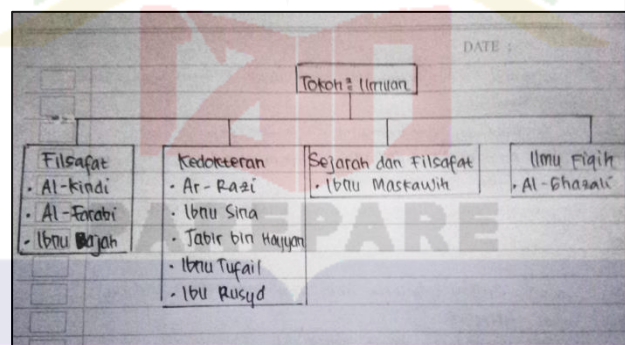 DATE :
Tokoh² Ilmuan
Filsafat
• Al-Kindi
• Al-Farabi
• Ibnu Bajah
Kedokteran
• Ar-Razi
• Ibnu Sina
• Jabir bin Hayyan
• Ibnu Tufail
• Ibu Rusyd
Sejarah dan Filsafat
• Ibnu Maskawih
Ilmu Fiqih
• Al-Ghazali
PAREPARE